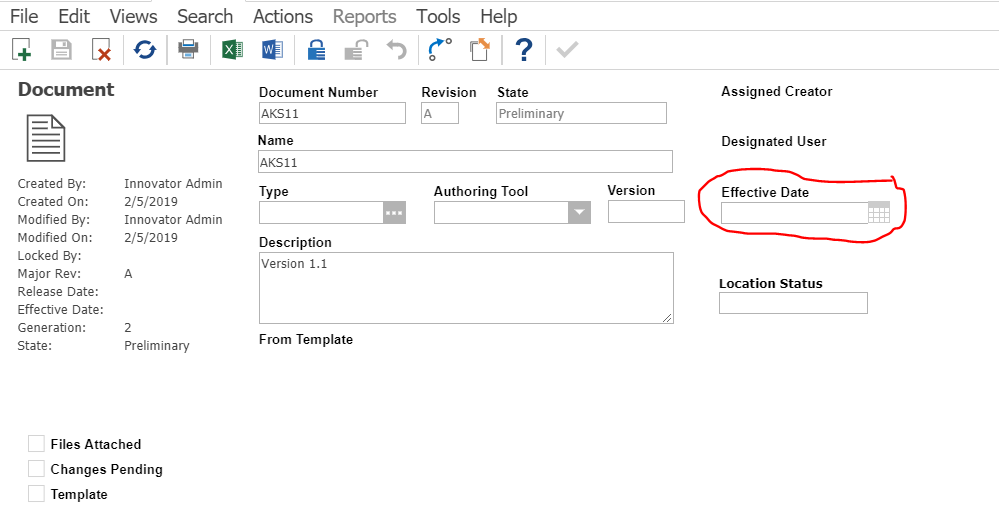 File Edit Views Search Actions Reports Tools Help
Document
Created By: Innovator Admin
Created On: 2/5/2019
Modified By: Innovator Admin
Modified On: 2/5/2019
Locked By:
Major Rev: A
Release Date:
Effective Date:
Generation: 2
State: Preliminary
Files Attached
Changes Pending
Template
Document Number Revision State
AKS11 A Preliminary
Name
AKS11
Type Authoring Tool Version
Description
Version 1.1
From Template
Assigned Creator
Designated User
Effective Date
Location Status